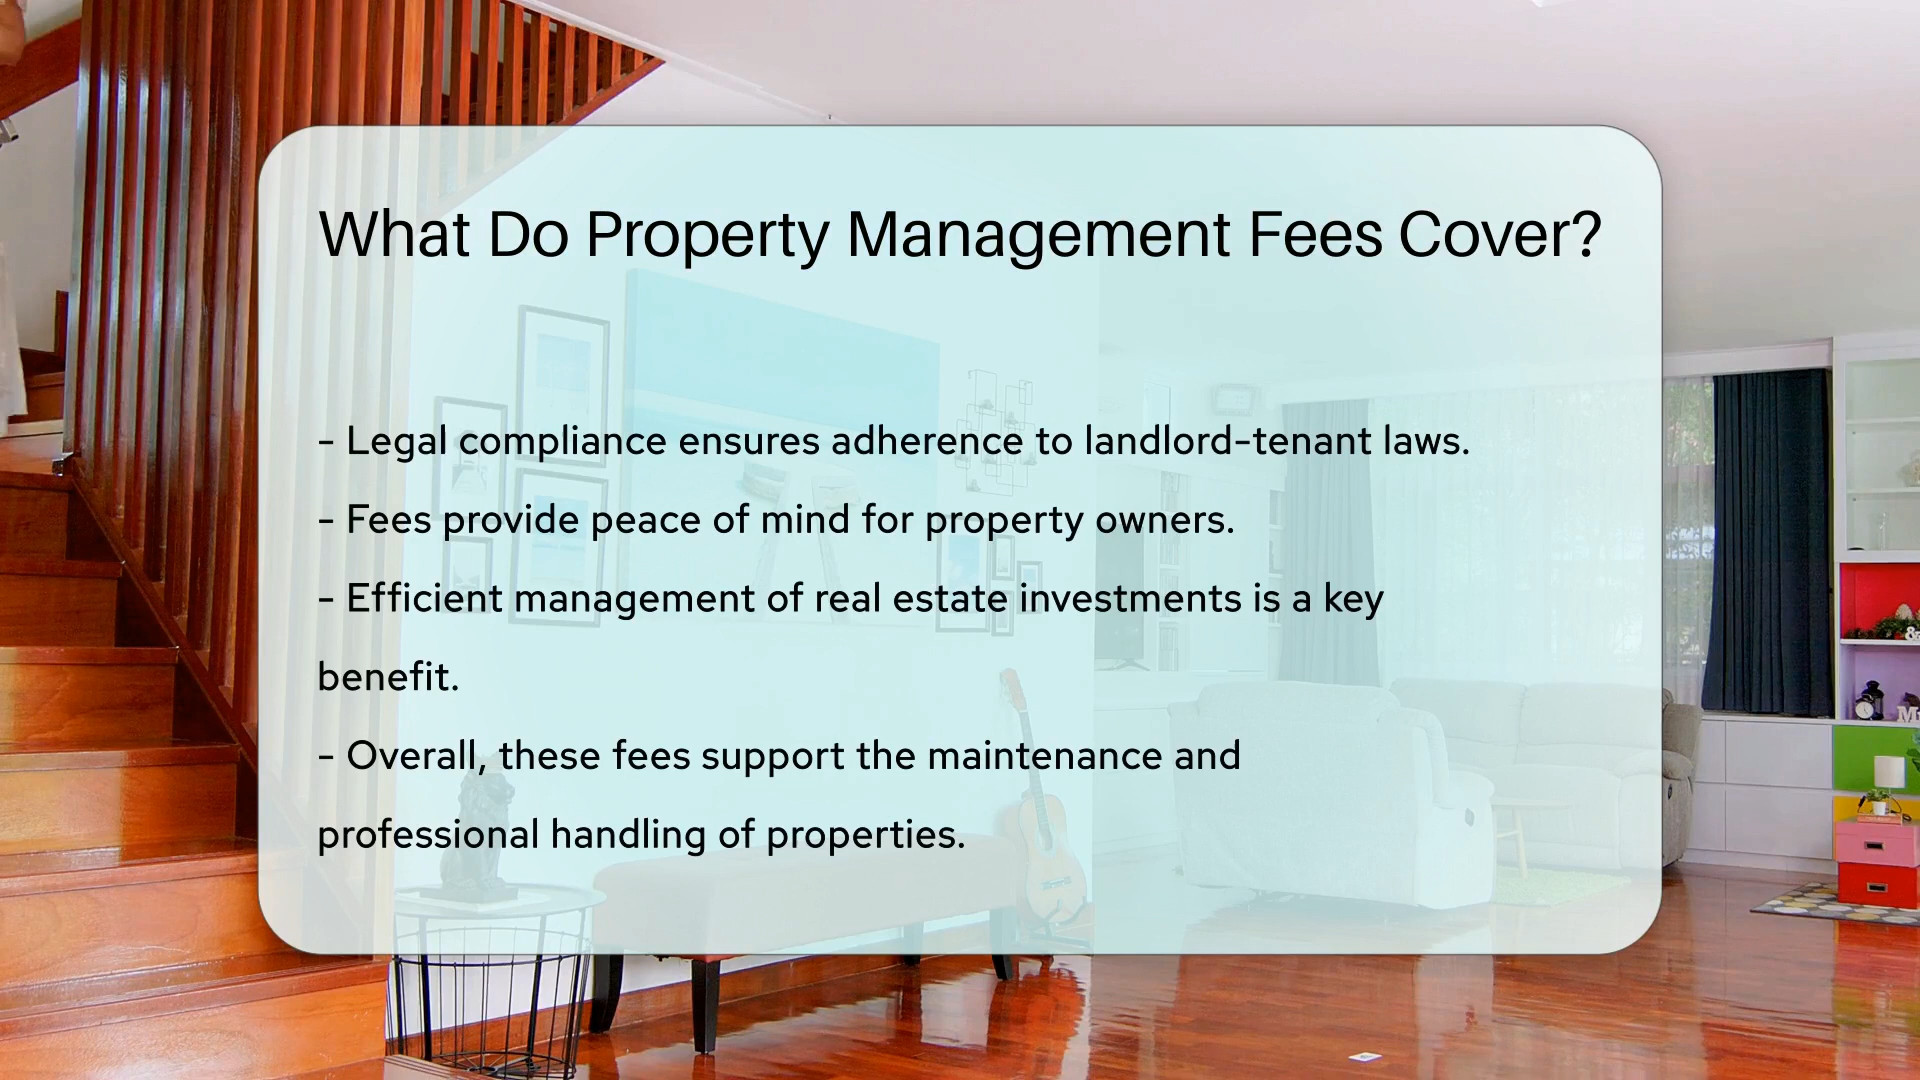 What Do Property Management Fees Cover?
- Legal compliance ensures adherence to landlord-tenant laws.
- Fees provide peace of mind for property owners.
- Efficient management of real estate investments is a key
benefit.
- Overall, these fees support the maintenance and
professional handling of properties.